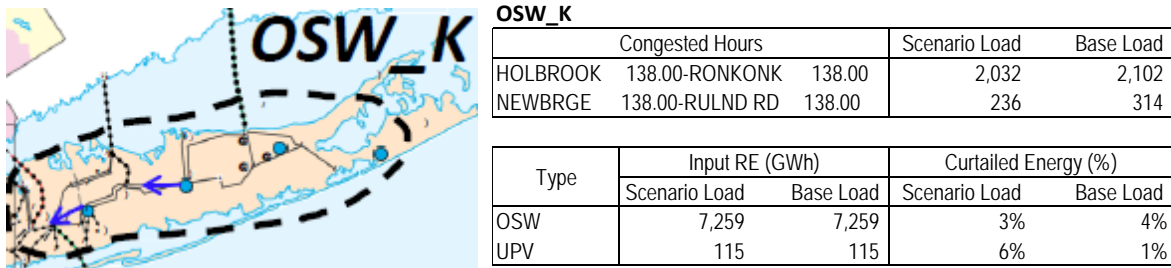 OSW_K
OSW_K
Congested Hours Scenario Load Base Load
HOLBROOK 138.00-RONKONK 138.00 2,032 2,102
NEWBRGE 138.00-RULND RD 138.00 236 314
Type Input RE (GWh) Curtailed Energy (%)
Scenario Load Base Load Scenario Load Base Load
OSW 7,259 7,259 3% 4%
UPV 115 115 6% 1%